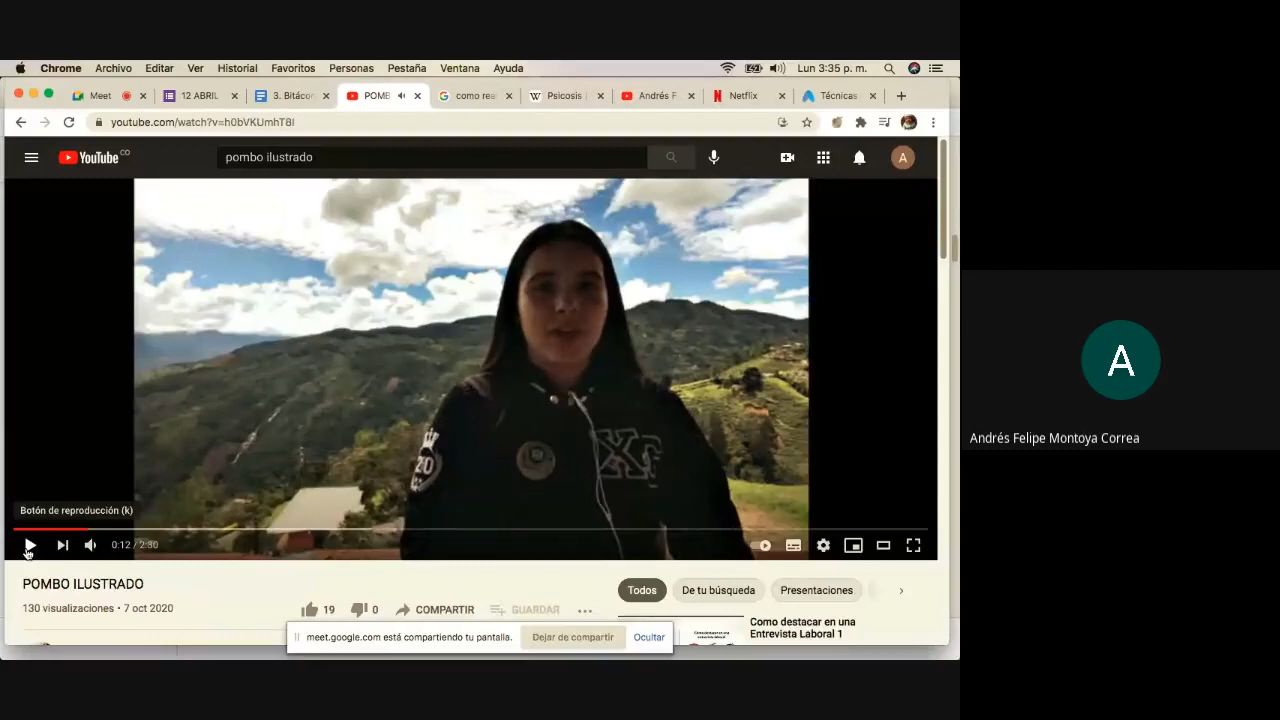 Chrome Archivo Editar Ver Historial Favoritos Personas Pestaña Ventana Ayuda Lun 3:35 p. m.
Meet 12 ABRIL 3. Bitácor POMB como rea Psicosis Andrés F Netflix Técnicas
youtube.com/watch?v=h0bVKUmhT8I
YouTube CO pombo ilustrado A
20
Botón de reproducción (k)
0:12 / 2:30
POMBO ILUSTRADO
130 visualizaciones • 7 oct 2020
19 0 COMPARTIR GUARDAR
Todos De tu búsqueda Presentaciones
Como destacar en una
Entrevista Laboral 1
meet.google.com está compartiendo tu pantalla. Dejar de compartir Ocultar
A
Andrés Felipe Montoya Correa